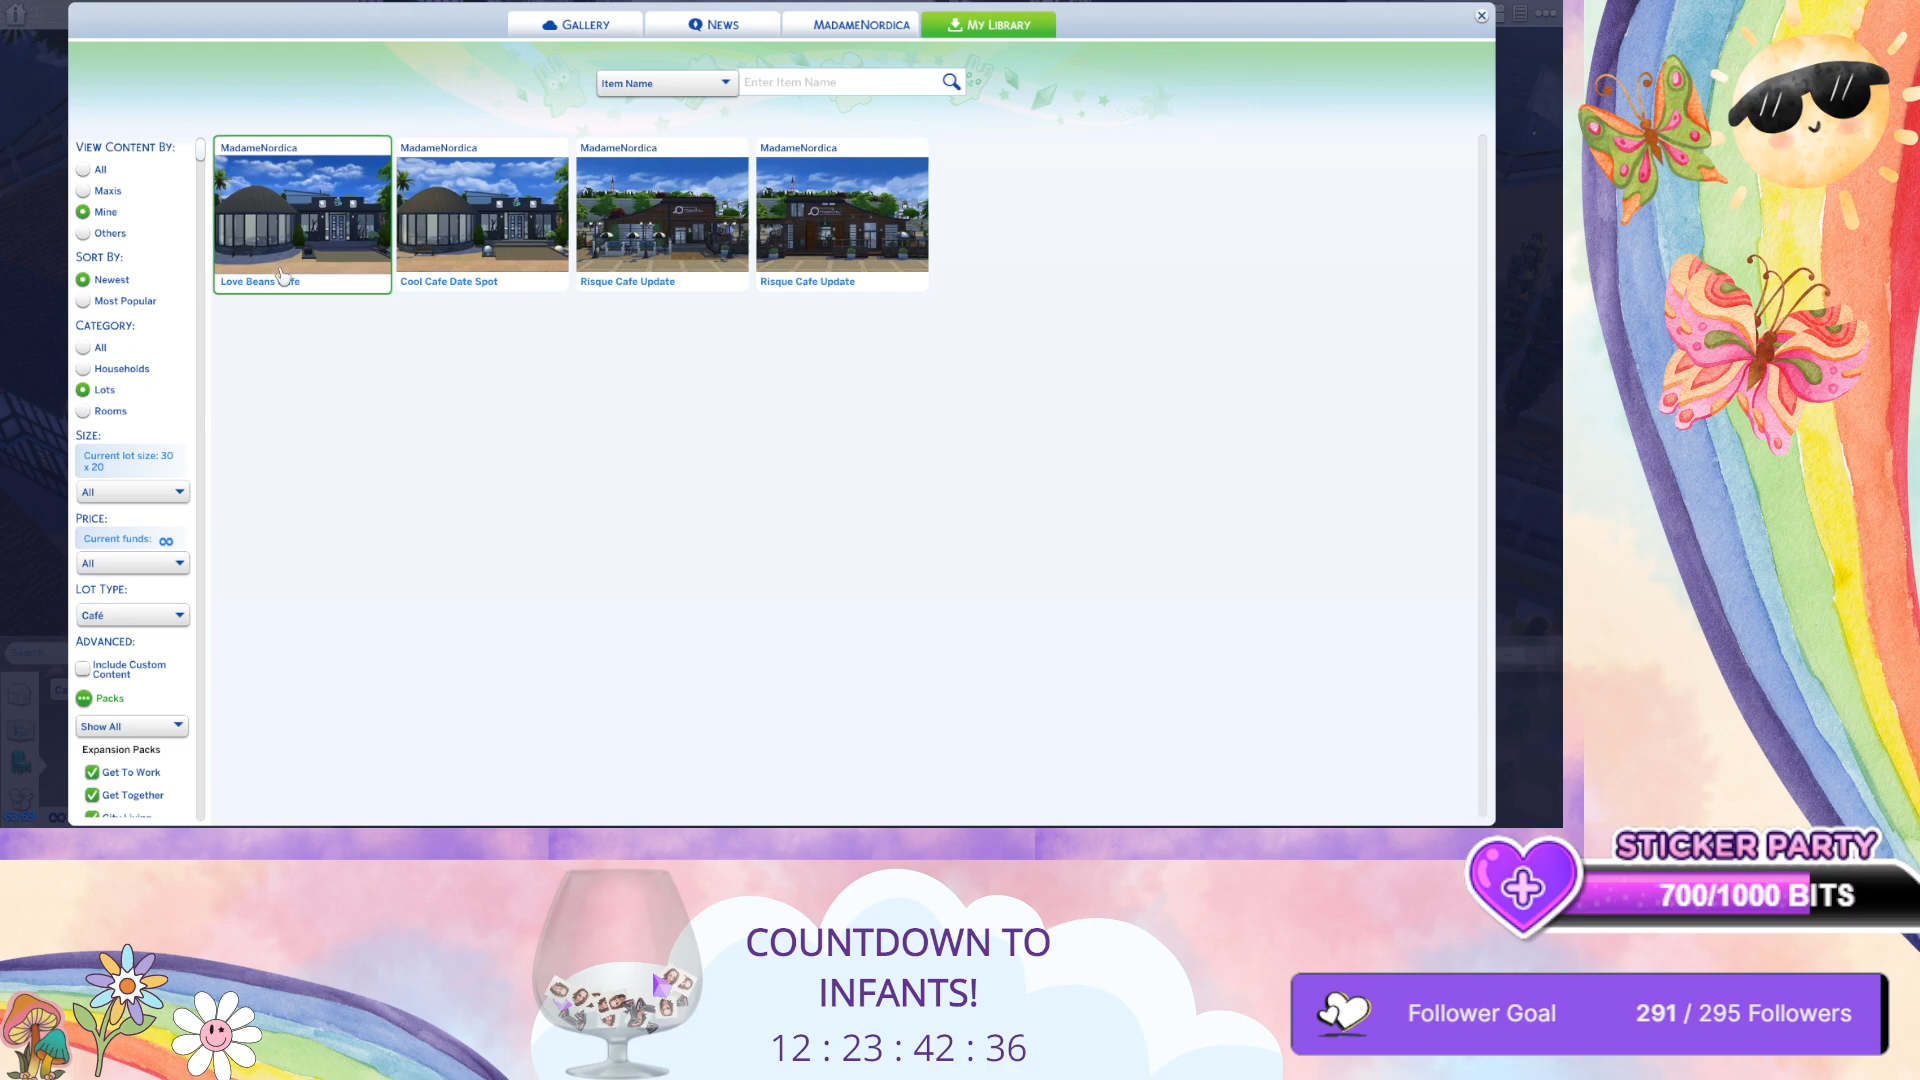 GALLERY
NEWS
MADAMENORDICA
MY LIBRARY
Item Name
Enter Item Name
VIEW CONTENT BY:
All
Maxis
Mine
Others
SORT BY:
Newest
Most Popular
CATEGORY:
All
Households
Lots
Rooms
SIZE:
Current lot size: 30
x 20
All
PRICE:
Current funds: ∞
All
LOT TYPE:
Café
ADVANCED:
Include Custom
Content
Packs
Show All
Expansion Packs
Get To Work
Get Together
City Living
MadameNordica
Love Beans
MadameNordica
Cool Cafe Date Spot
MadameNordica
Risque Cafe Update
MadameNordica
Risque Cafe Update
Search
STICKER PARTY
700/1000 BITS
COUNTDOWN TO
INFANTS!
12 : 23 : 42 : 36
Follower Goal
291 / 295 Followers